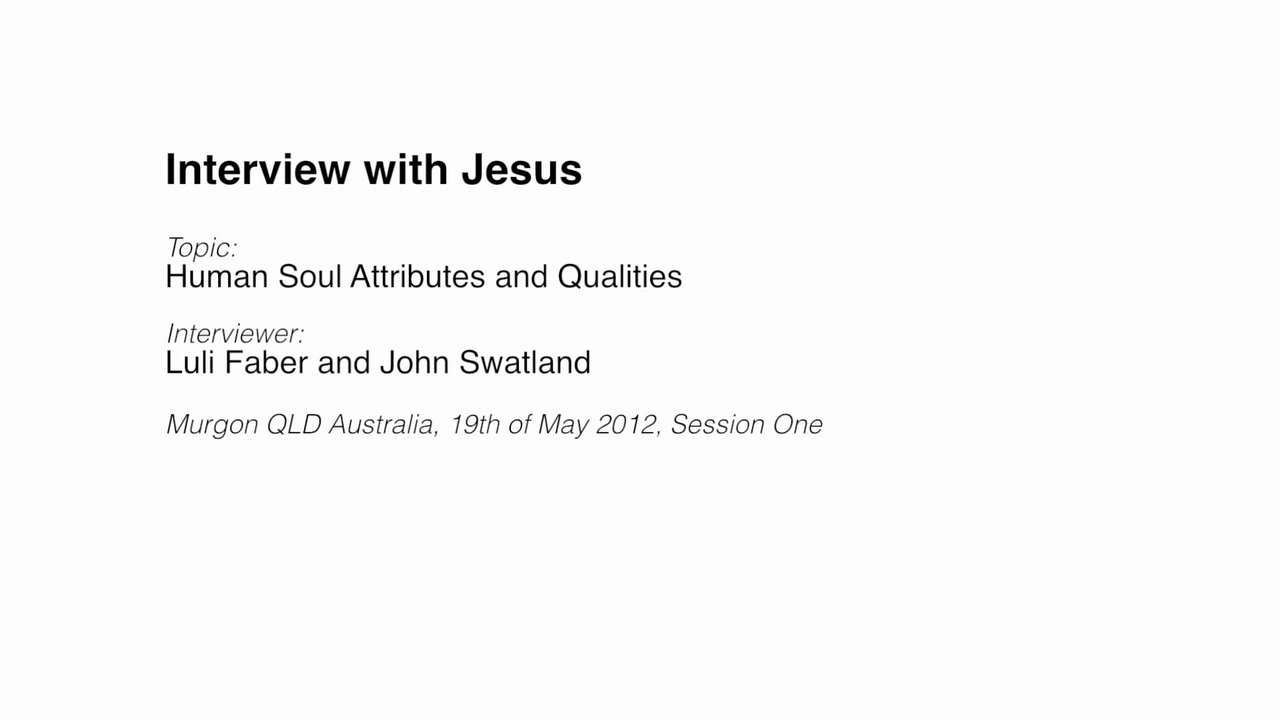 Interview with Jesus
Topic:
Human Soul Attributes and Qualities
Interviewer:
Luli Faber and John Swatland
Murgon QLD Australia, 19th of May 2012, Session One